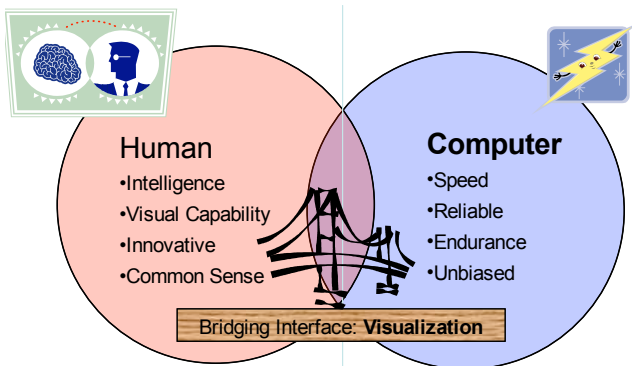 Human
•Intelligence
•Visual Capability
•Innovative
•Common Sense
Computer
•Speed
•Reliable
•Endurance
•Unbiased
Bridging Interface: Visualization